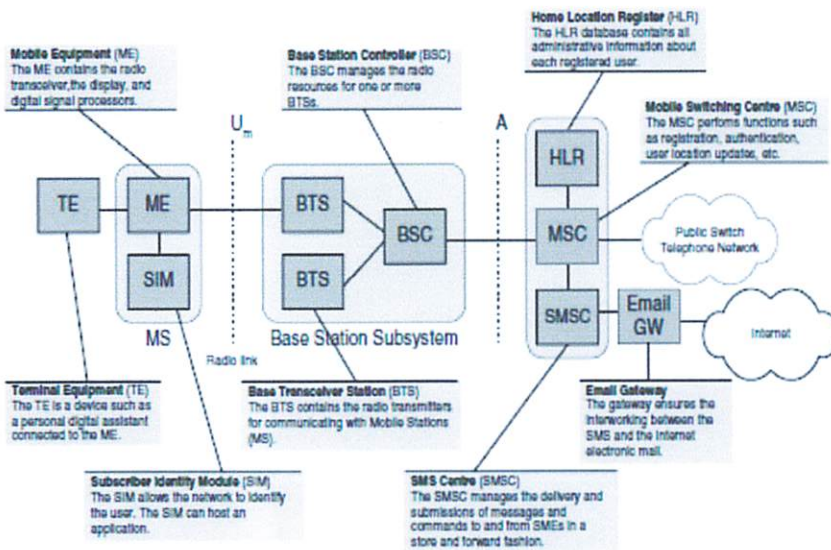 Home Location Register (HLR)
The HLR database contains all
administrative information about
each registered user.
Mobile Equipment (ME)
The ME contains the radio
transceiver,the display, and
digital signal processors.
Base Station Controller (BSC)
The BSC manages the radio
resources for one or more
BTSs.
Mobile Switching Centre (MSC)
The MSC perfoms functions such
as registration, authentication,
user location updates, etc.
Um
A
HLR
TE
ME
BTS
BSC
MSC
Public Switch
Telephone Network
SIM
BTS
SMSC
Email
GW
Internet
MS
Base Station Subsystem
Radio link
Terminal Equipment (TE)
The TE is a device such as
a personal digital assistant
connected to the ME.
Base Transceiver Station (BTS)
The BTS contains the radio transmitters
for communicating with Mobile Stations
(MS).
Email Gateway
The gateway ensures the
interworking between the
SMS and the Internet
electronic mail.
Subscriber Identity Module (SIM)
The SIM allows the network to identify
the user. The SIM can host an
application.
SMS Centre (SMSC)
The SMSC manages the delivery and
submissions of messages and
commands to and from SMEs in a
store and forward fashion.